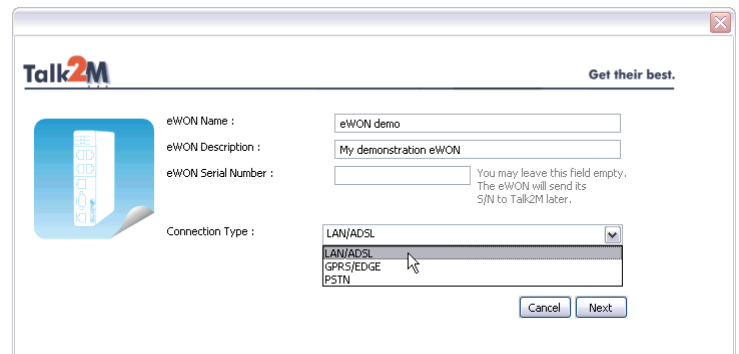 Talk2M
Get their best.
eWON Name :
eWON demo
eWON Description :
My demonstration eWON
eWON Serial Number :
You may leave this field empty.
The eWON will send its
S/N to Talk2M later.
Connection Type :
LAN/ADSL
LAN/ADSL
GPRS/EDGE
PSTN
Cancel
Next